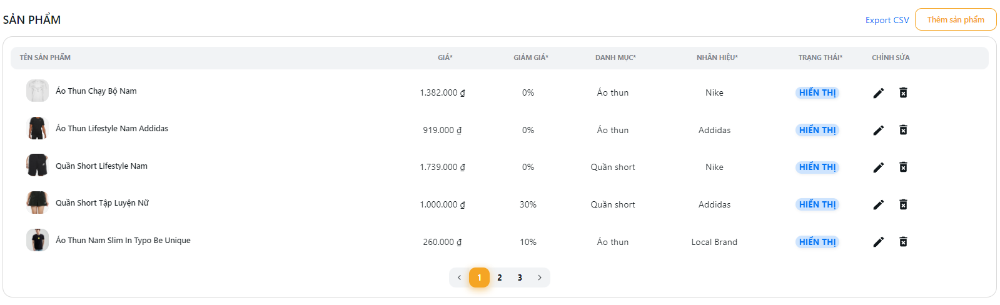 SẢN PHẨM
Export CSV Thêm sản phẩm
TÊN SẢN PHẨM GIÁ* GIẢM GIÁ* DANH MỤC* NHÃN HIỆU* TRẠNG THÁI* CHỈNH SỬA
Áo Thun Chạy Bộ Nam 1.382.000 ₫ 0% Áo thun Nike HIỂN THỊ
Áo Thun Lifestyle Nam Addidas 919.000 ₫ 0% Áo thun Addidas HIỂN THỊ
Quần Short Lifestyle Nam 1.739.000 ₫ 0% Quần short Nike HIỂN THỊ
Quần Short Tập Luyện Nữ 1.000.000 ₫ 30% Quần short Addidas HIỂN THỊ
Áo Thun Nam Slim In Typo Be Unique 260.000 ₫ 10% Áo thun Local Brand HIỂN THỊ
< 1 2 3 >